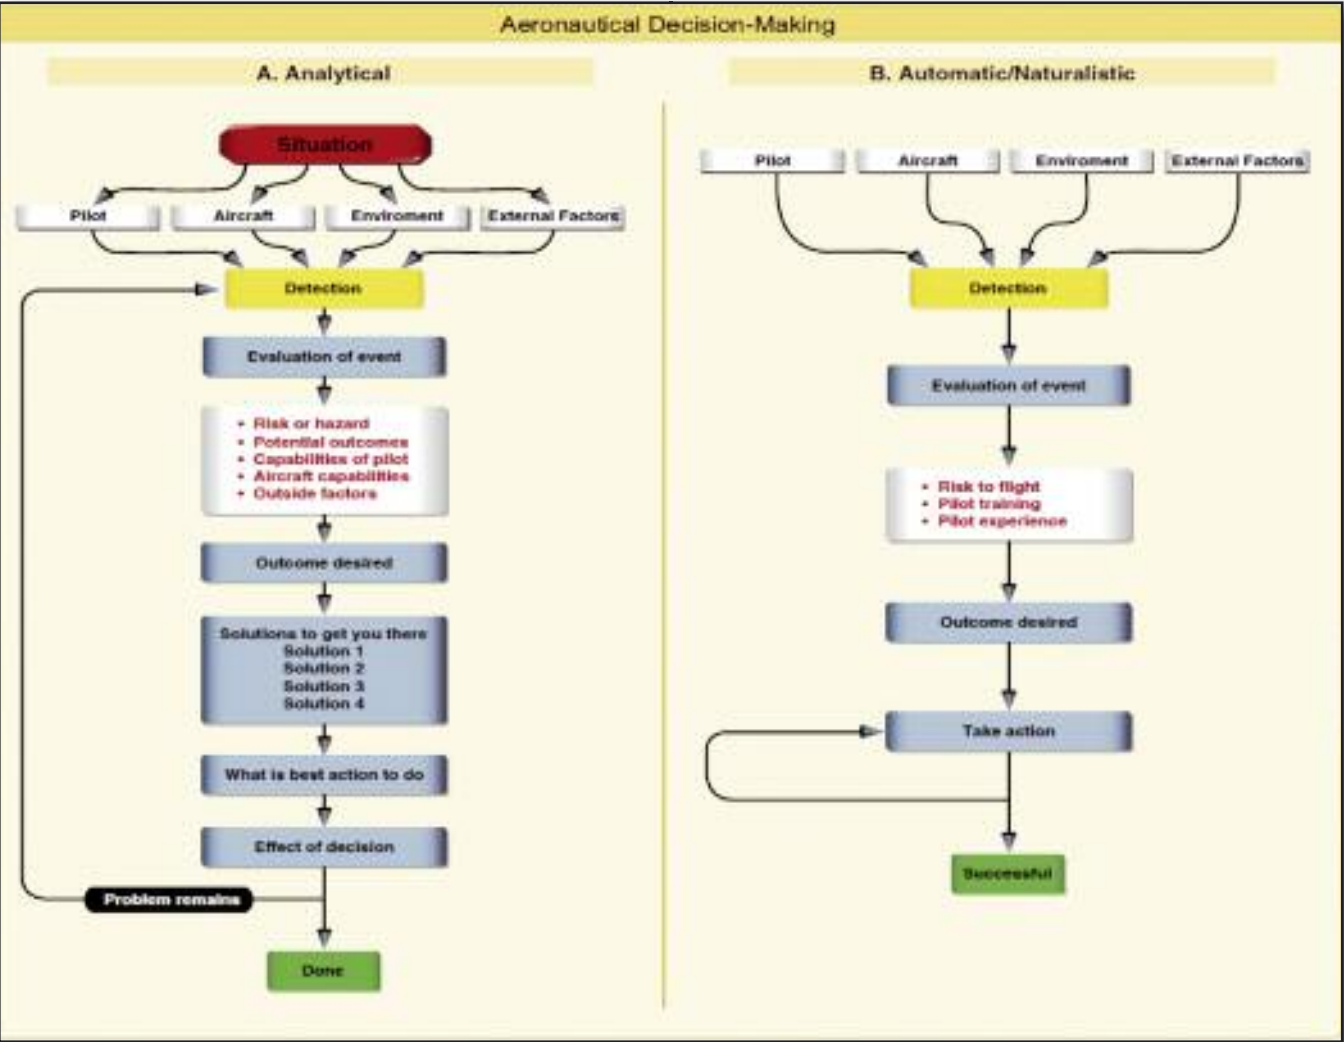 Aeronautical Decision-Making
A. Analytical
Situation
Pilot
Aircraft
Enviroment
External Factors
Detection
Evaluation of event
• Risk or hazard
• Potential outcomes
• Capabilities of pilot
• Aircraft capabilities
• Outside factors
Outcome desired
Solutions to get you there
Solution 1
Solution 2
Solution 3
Solution 4
What is best action to do
Effect of decision
Problem remains
Done
B. Automatic/Naturalistic
Pilot
Aircraft
Enviroment
External Factors
Detection
Evaluation of event
• Risk to flight
• Pilot training
• Pilot experience
Outcome desired
Take action
Successful